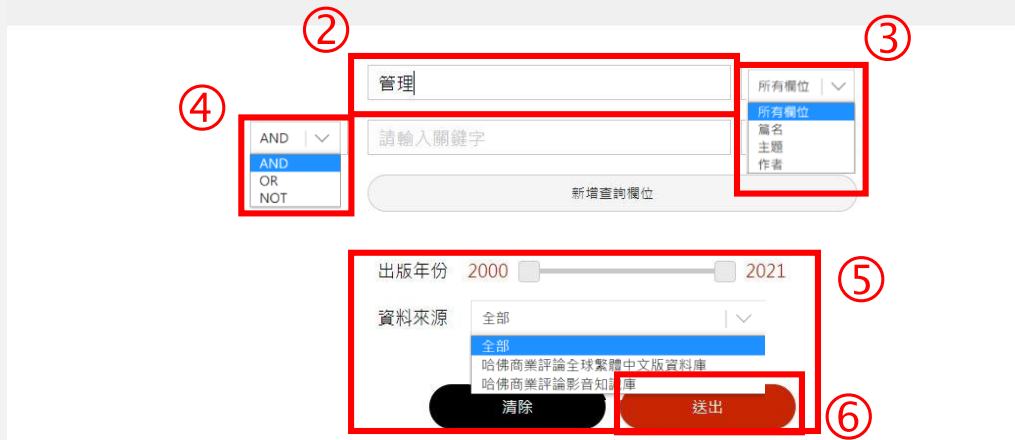 ②
③
管理
所有欄位
所有欄位
篇名
主題
作者
④
AND
請輸入關鍵字
AND
OR
NOT
新增查詢欄位
⑤
出版年份 2000 2021
資料來源 全部
全部
哈佛商業評論全球繁體中文版資料庫
哈佛商業評論影音知識庫
清除
送出
⑥